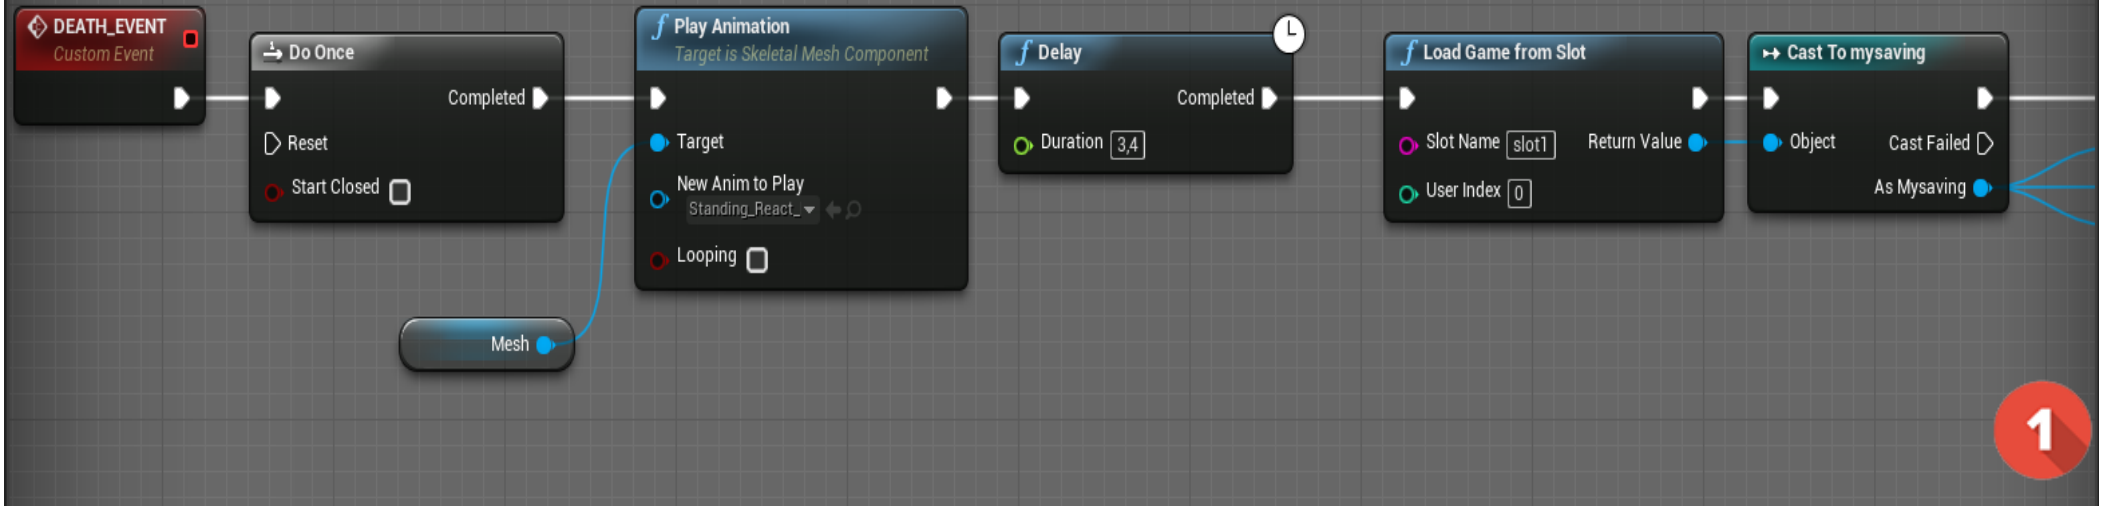 DEATH_EVENT
Custom Event
Do Once
Completed
Reset
Start Closed
Mesh
Play Animation
Target is Skeletal Mesh Component
Target
New Anim to Play
Standing_React_
Looping
Delay
Completed
Duration 3,4
Load Game from Slot
Slot Name slot1 Return Value
User Index 0
Cast To mysaving
Object Cast Failed
As Mysaving
1